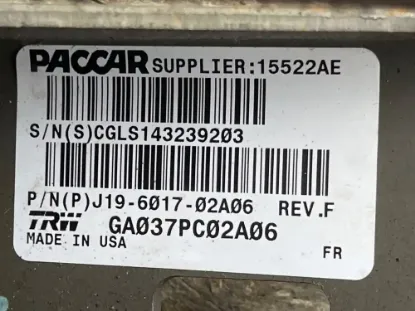 PACCAR SUPPLIER:15522AE
S/N(S)CGLS143239203
P/N(P)J19-6017-02A06 REV.F
TRW GA037PC02A06
MADE IN USA
FR